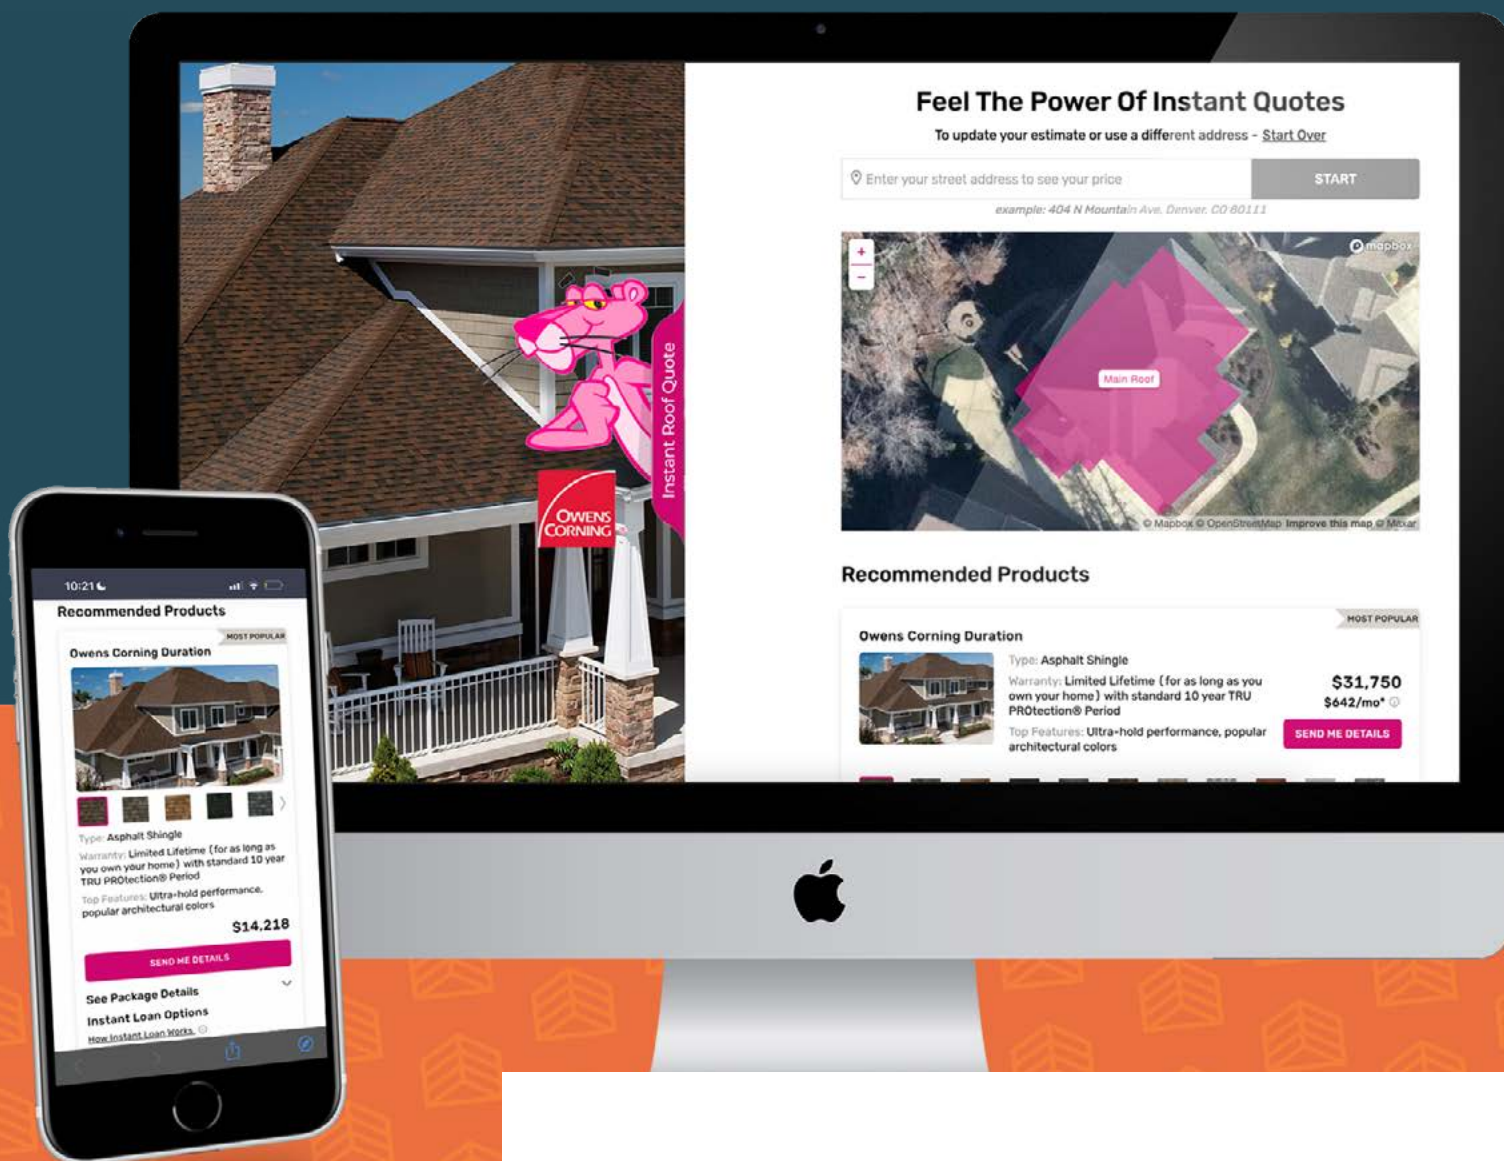 Feel The Power Of Instant Quotes
To update your estimate or use a different address - Start Over
Enter your street address to see your price
START
example: 404 N Mountain Ave, Denver, CO 80111
+
−
mapbox
Main Roof
© Mapbox © OpenStreetMap Improve this map © Maxar
Instant Roof Quote
OWENS
CORNING
Recommended Products
MOST POPULAR
Owens Corning Duration
Type: Asphalt Shingle
Warranty: Limited Lifetime (for as long as you
own your home) with standard 10 year TRU
PROtection® Period
Top Features: Ultra-hold performance, popular
architectural colors
$31,750
$642/mo*
SEND ME DETAILS
10:21
Recommended Products
MOST POPULAR
Owens Corning Duration
Type: Asphalt Shingle
Warranty: Limited Lifetime (for as long as
you own your home) with standard 10 year
TRU PROtection® Period
Top Features: Ultra-hold performance,
popular architectural colors
$14,218
SEND ME DETAILS
See Package Details
Instant Loan Options
How Instant Loan Works